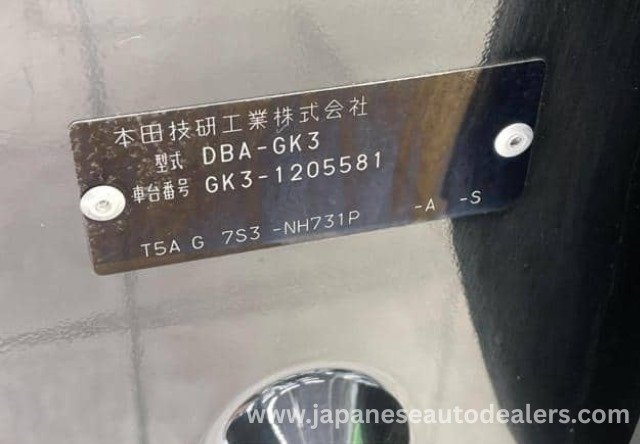 本田技研工業株式会社
型式 DBA-GK3
車台番号 GK3-1205581
T5A G 7S3 -NH731P -A -S
www.japaneseautodealers.com